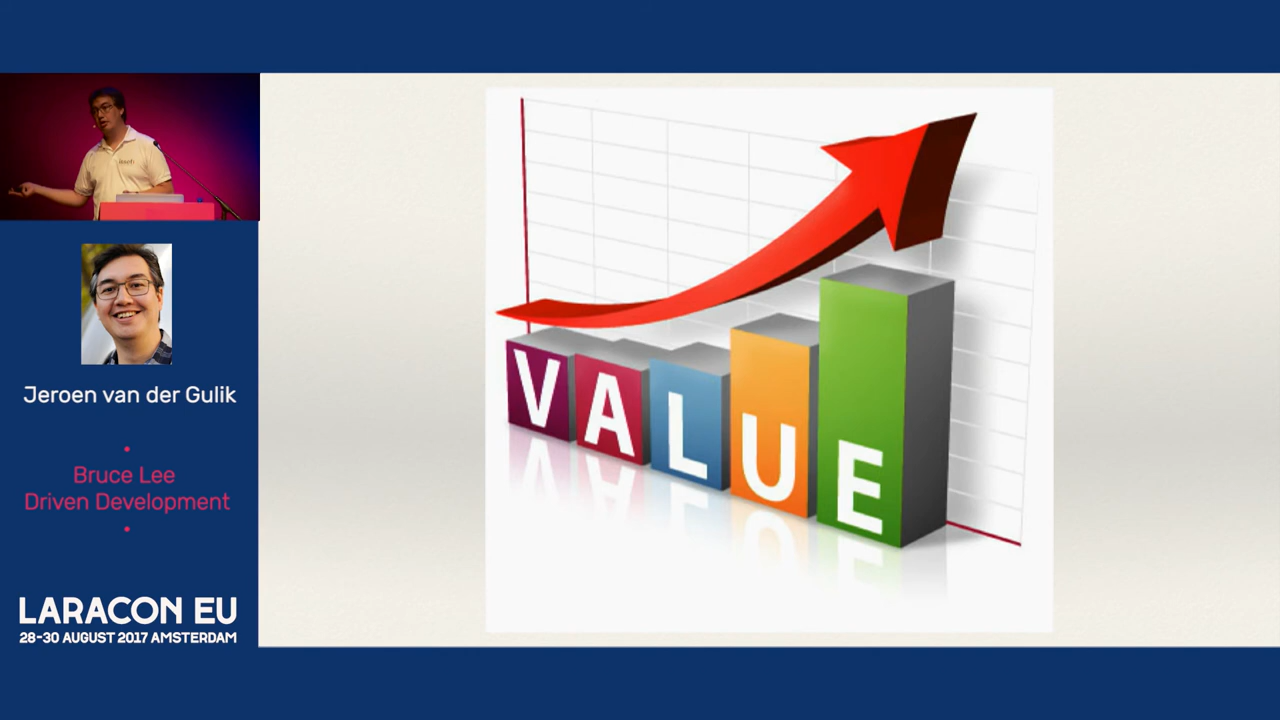 VALUE
Jeroen van der Gulik
Bruce Lee
Driven Development
LARACON EU
28-30 AUGUST 2017 AMSTERDAM